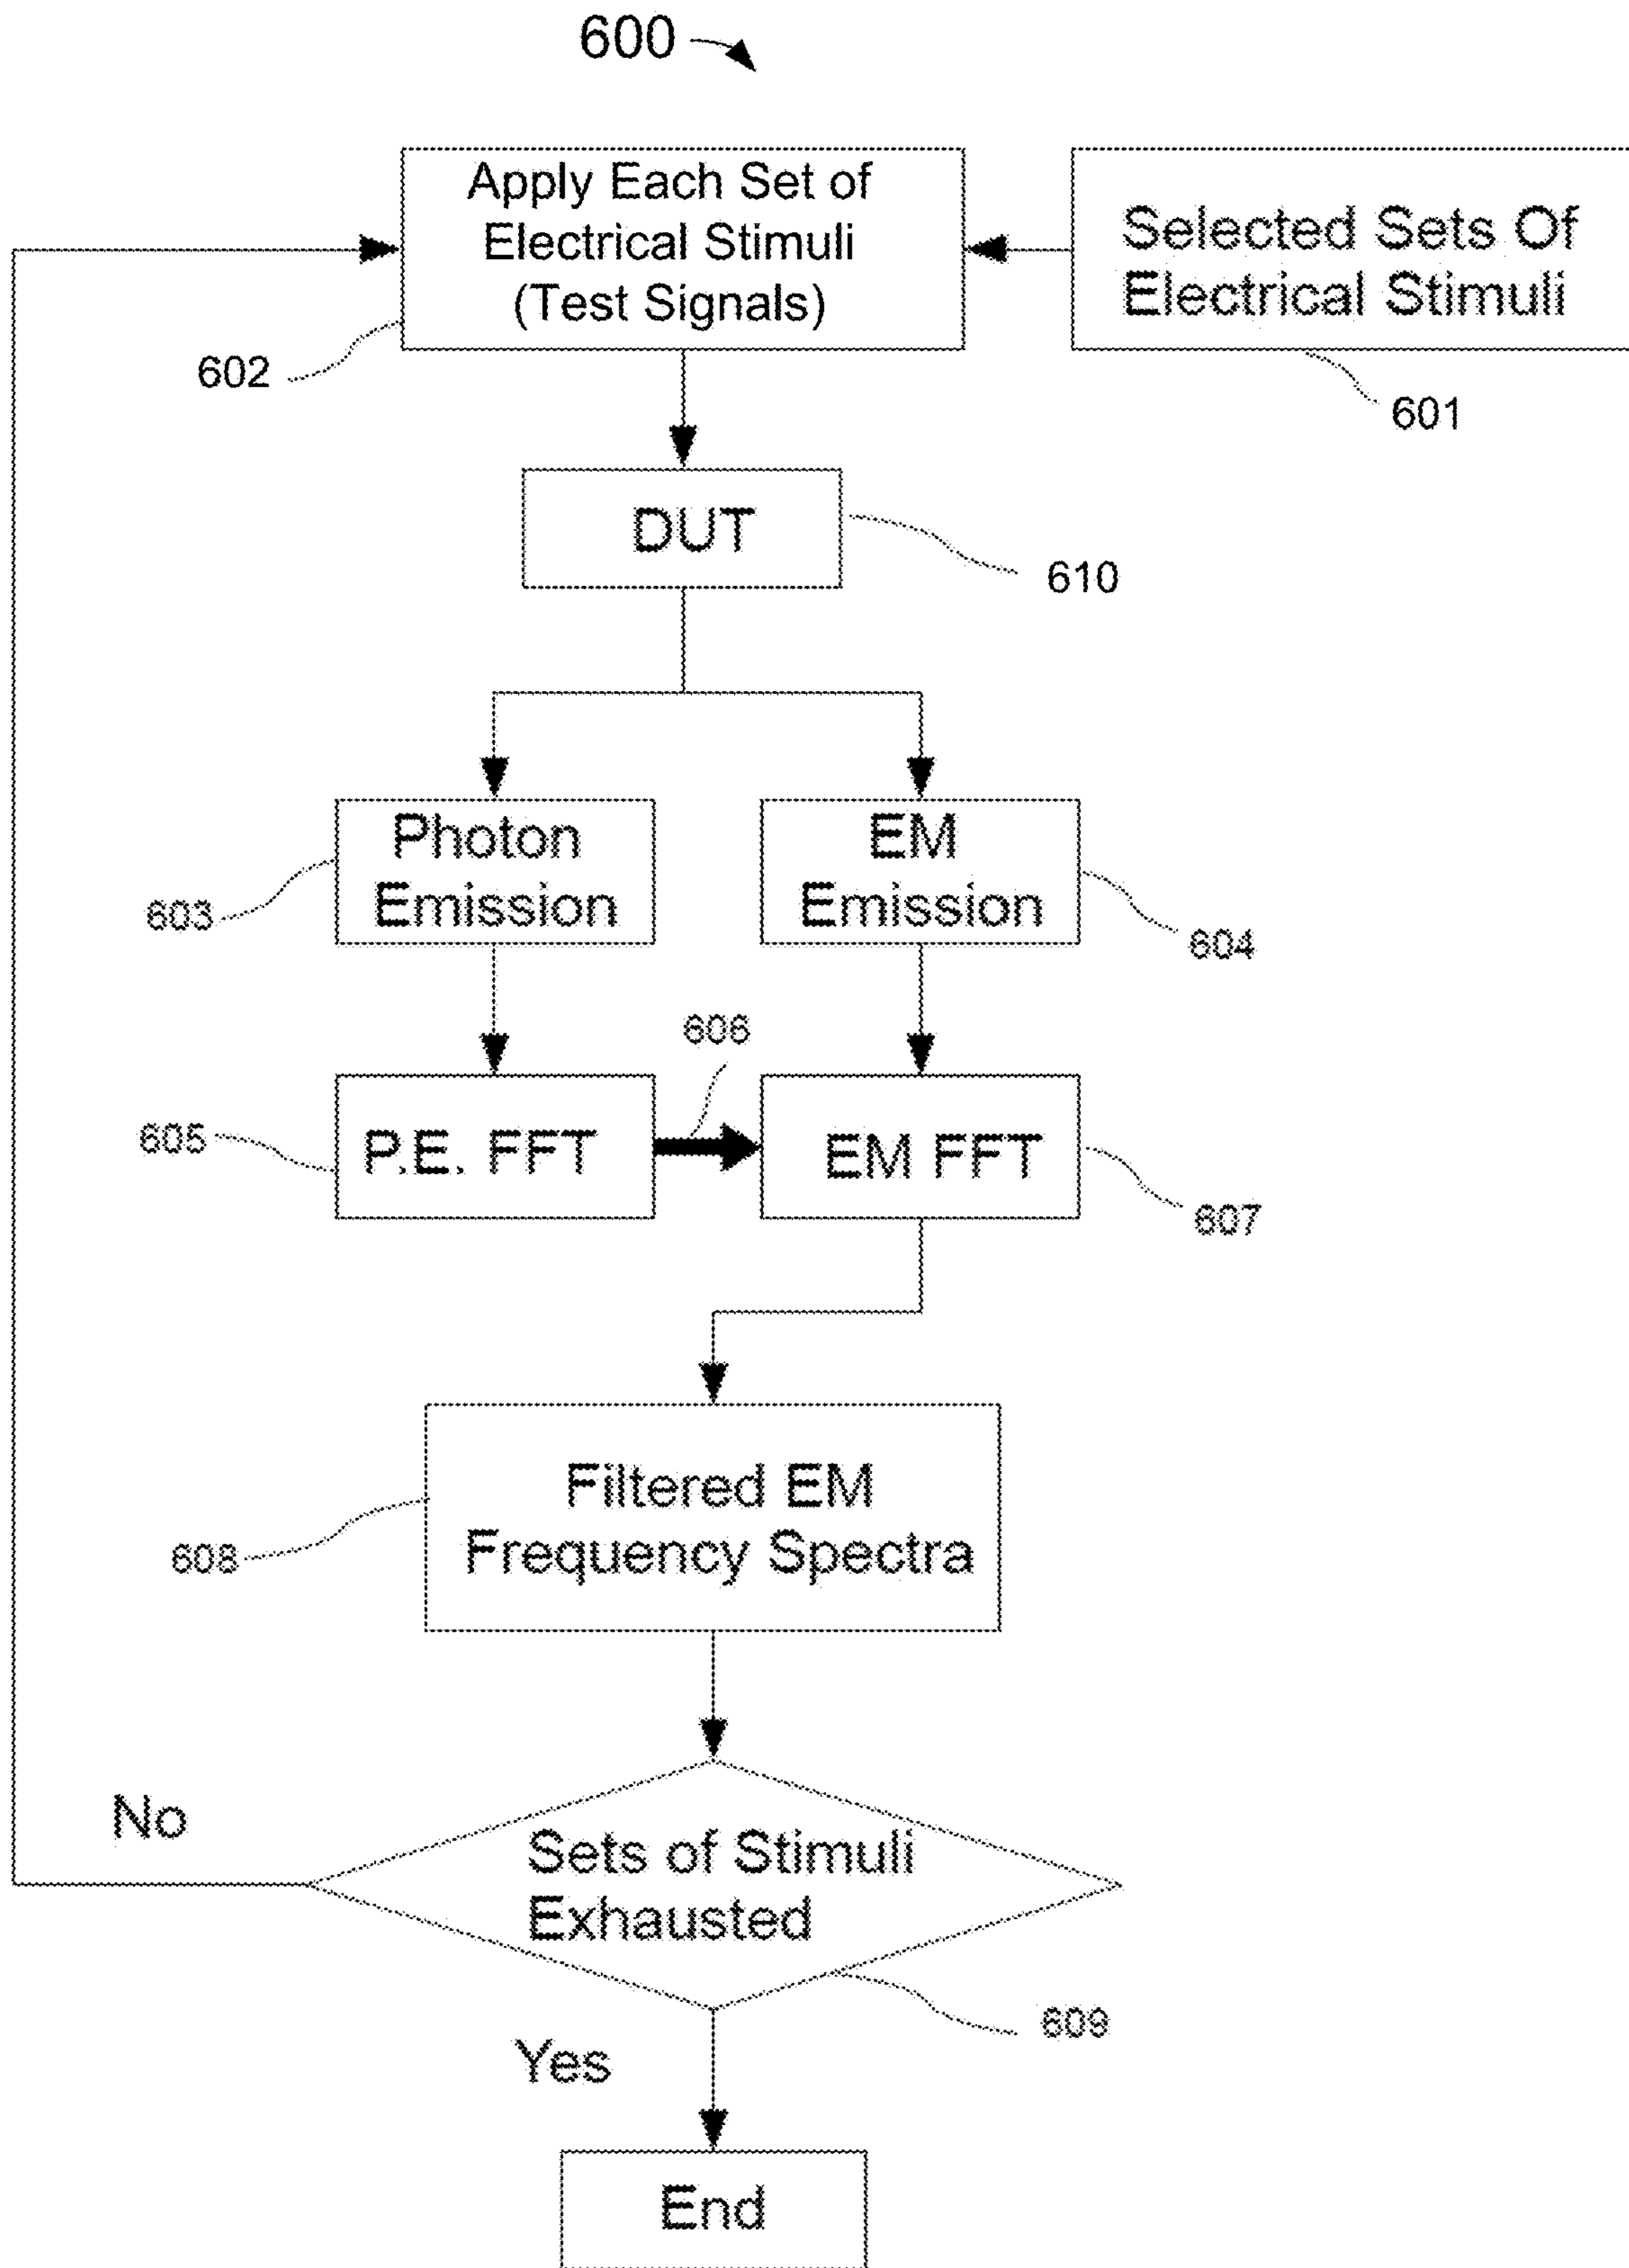 600
Apply Each Set of
Electrical Stimuli
(Test Signals)
Selected Sets Of
Electrical Stimuli
602
601
DUT
610
Photon
Emission
EM
Emission
603
604
606
605
P.E. FFT
EM FFT
607
Filtered EM
Frequency Spectra
608
No
Sets of Stimuli
Exhausted
609
Yes
End